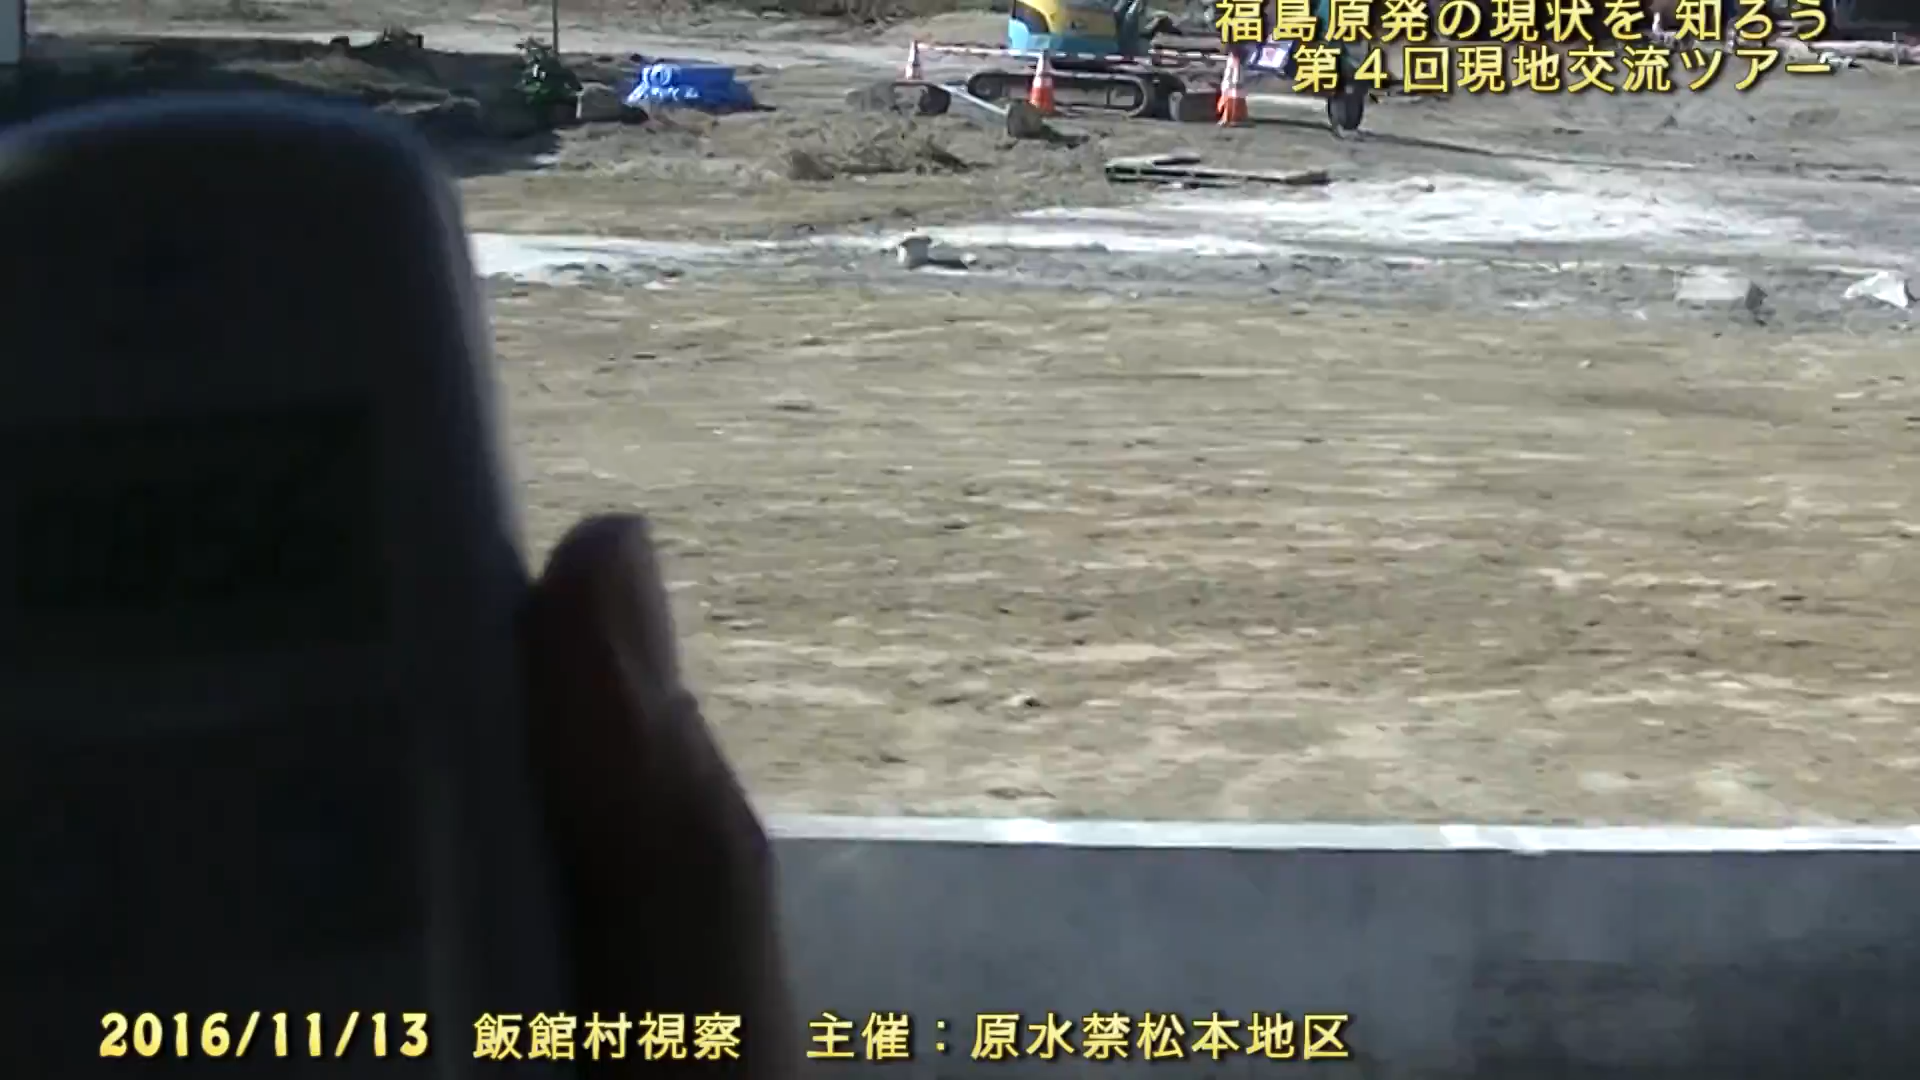 福島原発の現状を 知ろう
第4回現地交流ツアー
2016/11/13 飯館村視察 主催：原水禁松本地区